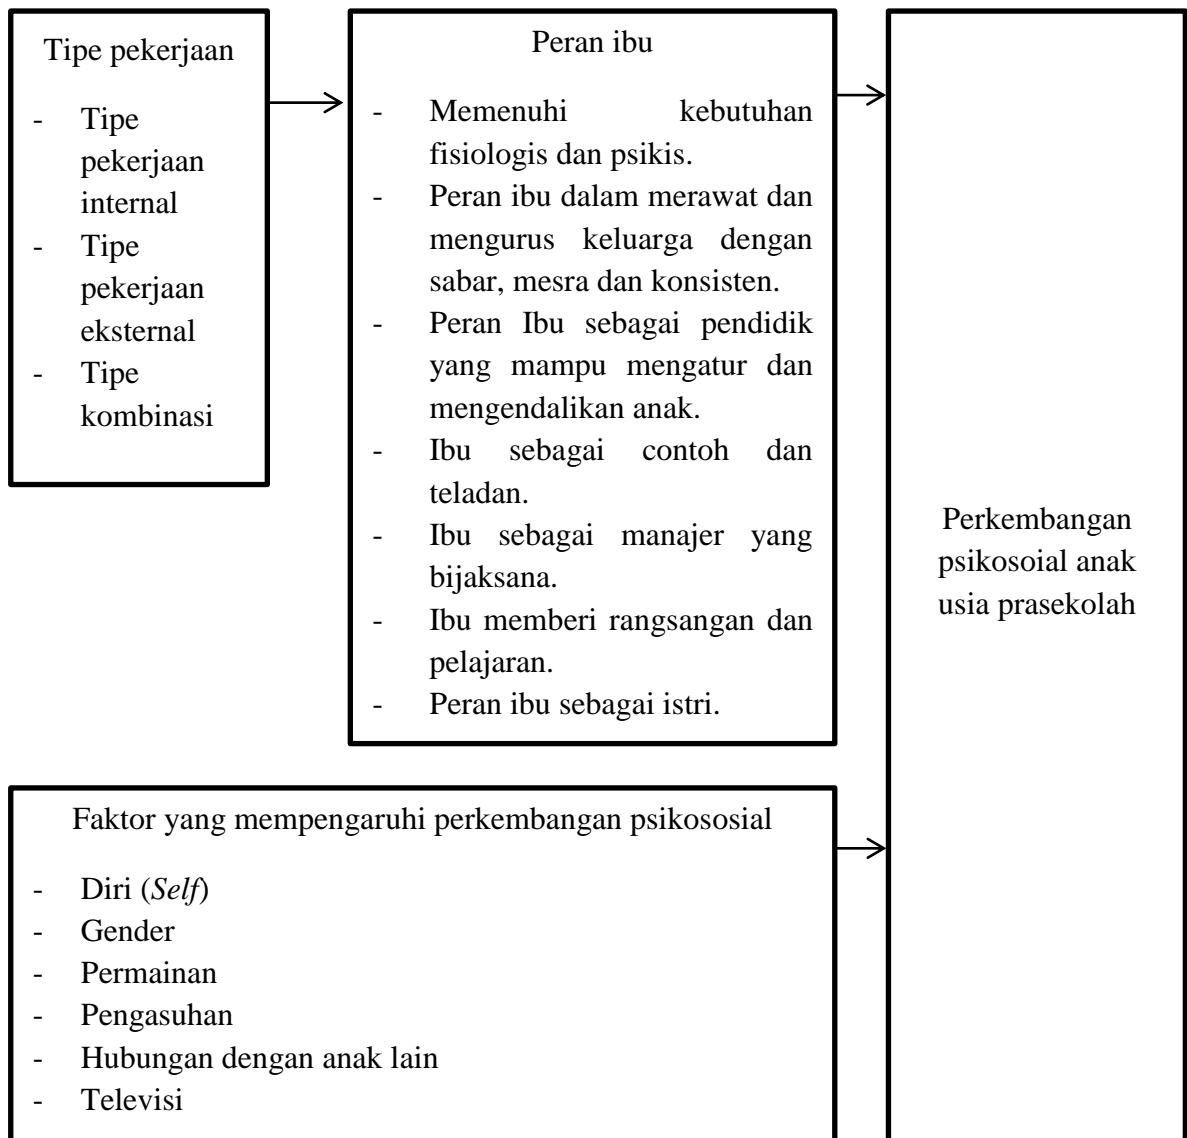 Tipe pekerjaan
- Tipe
pekerjaan
internal
- Tipe
pekerjaan
eksternal
- Tipe
kombinasi
Peran ibu
- Memenuhi kebutuhan
fisiologis dan psikis.
- Peran ibu dalam merawat dan
mengurus keluarga dengan
sabar, mesra dan konsisten.
- Peran Ibu sebagai pendidik
yang mampu mengatur dan
mengendalikan anak.
- Ibu sebagai contoh dan
teladan.
- Ibu sebagai manajer yang
bijaksana.
- Ibu memberi rangsangan dan
pelajaran.
- Peran ibu sebagai istri.
Perkembangan
psikosoial anak
usia prasekolah
Faktor yang mempengaruhi perkembangan psikososial
- Diri (Self)
- Gender
- Permainan
- Pengasuhan
- Hubungan dengan anak lain
- Televisi